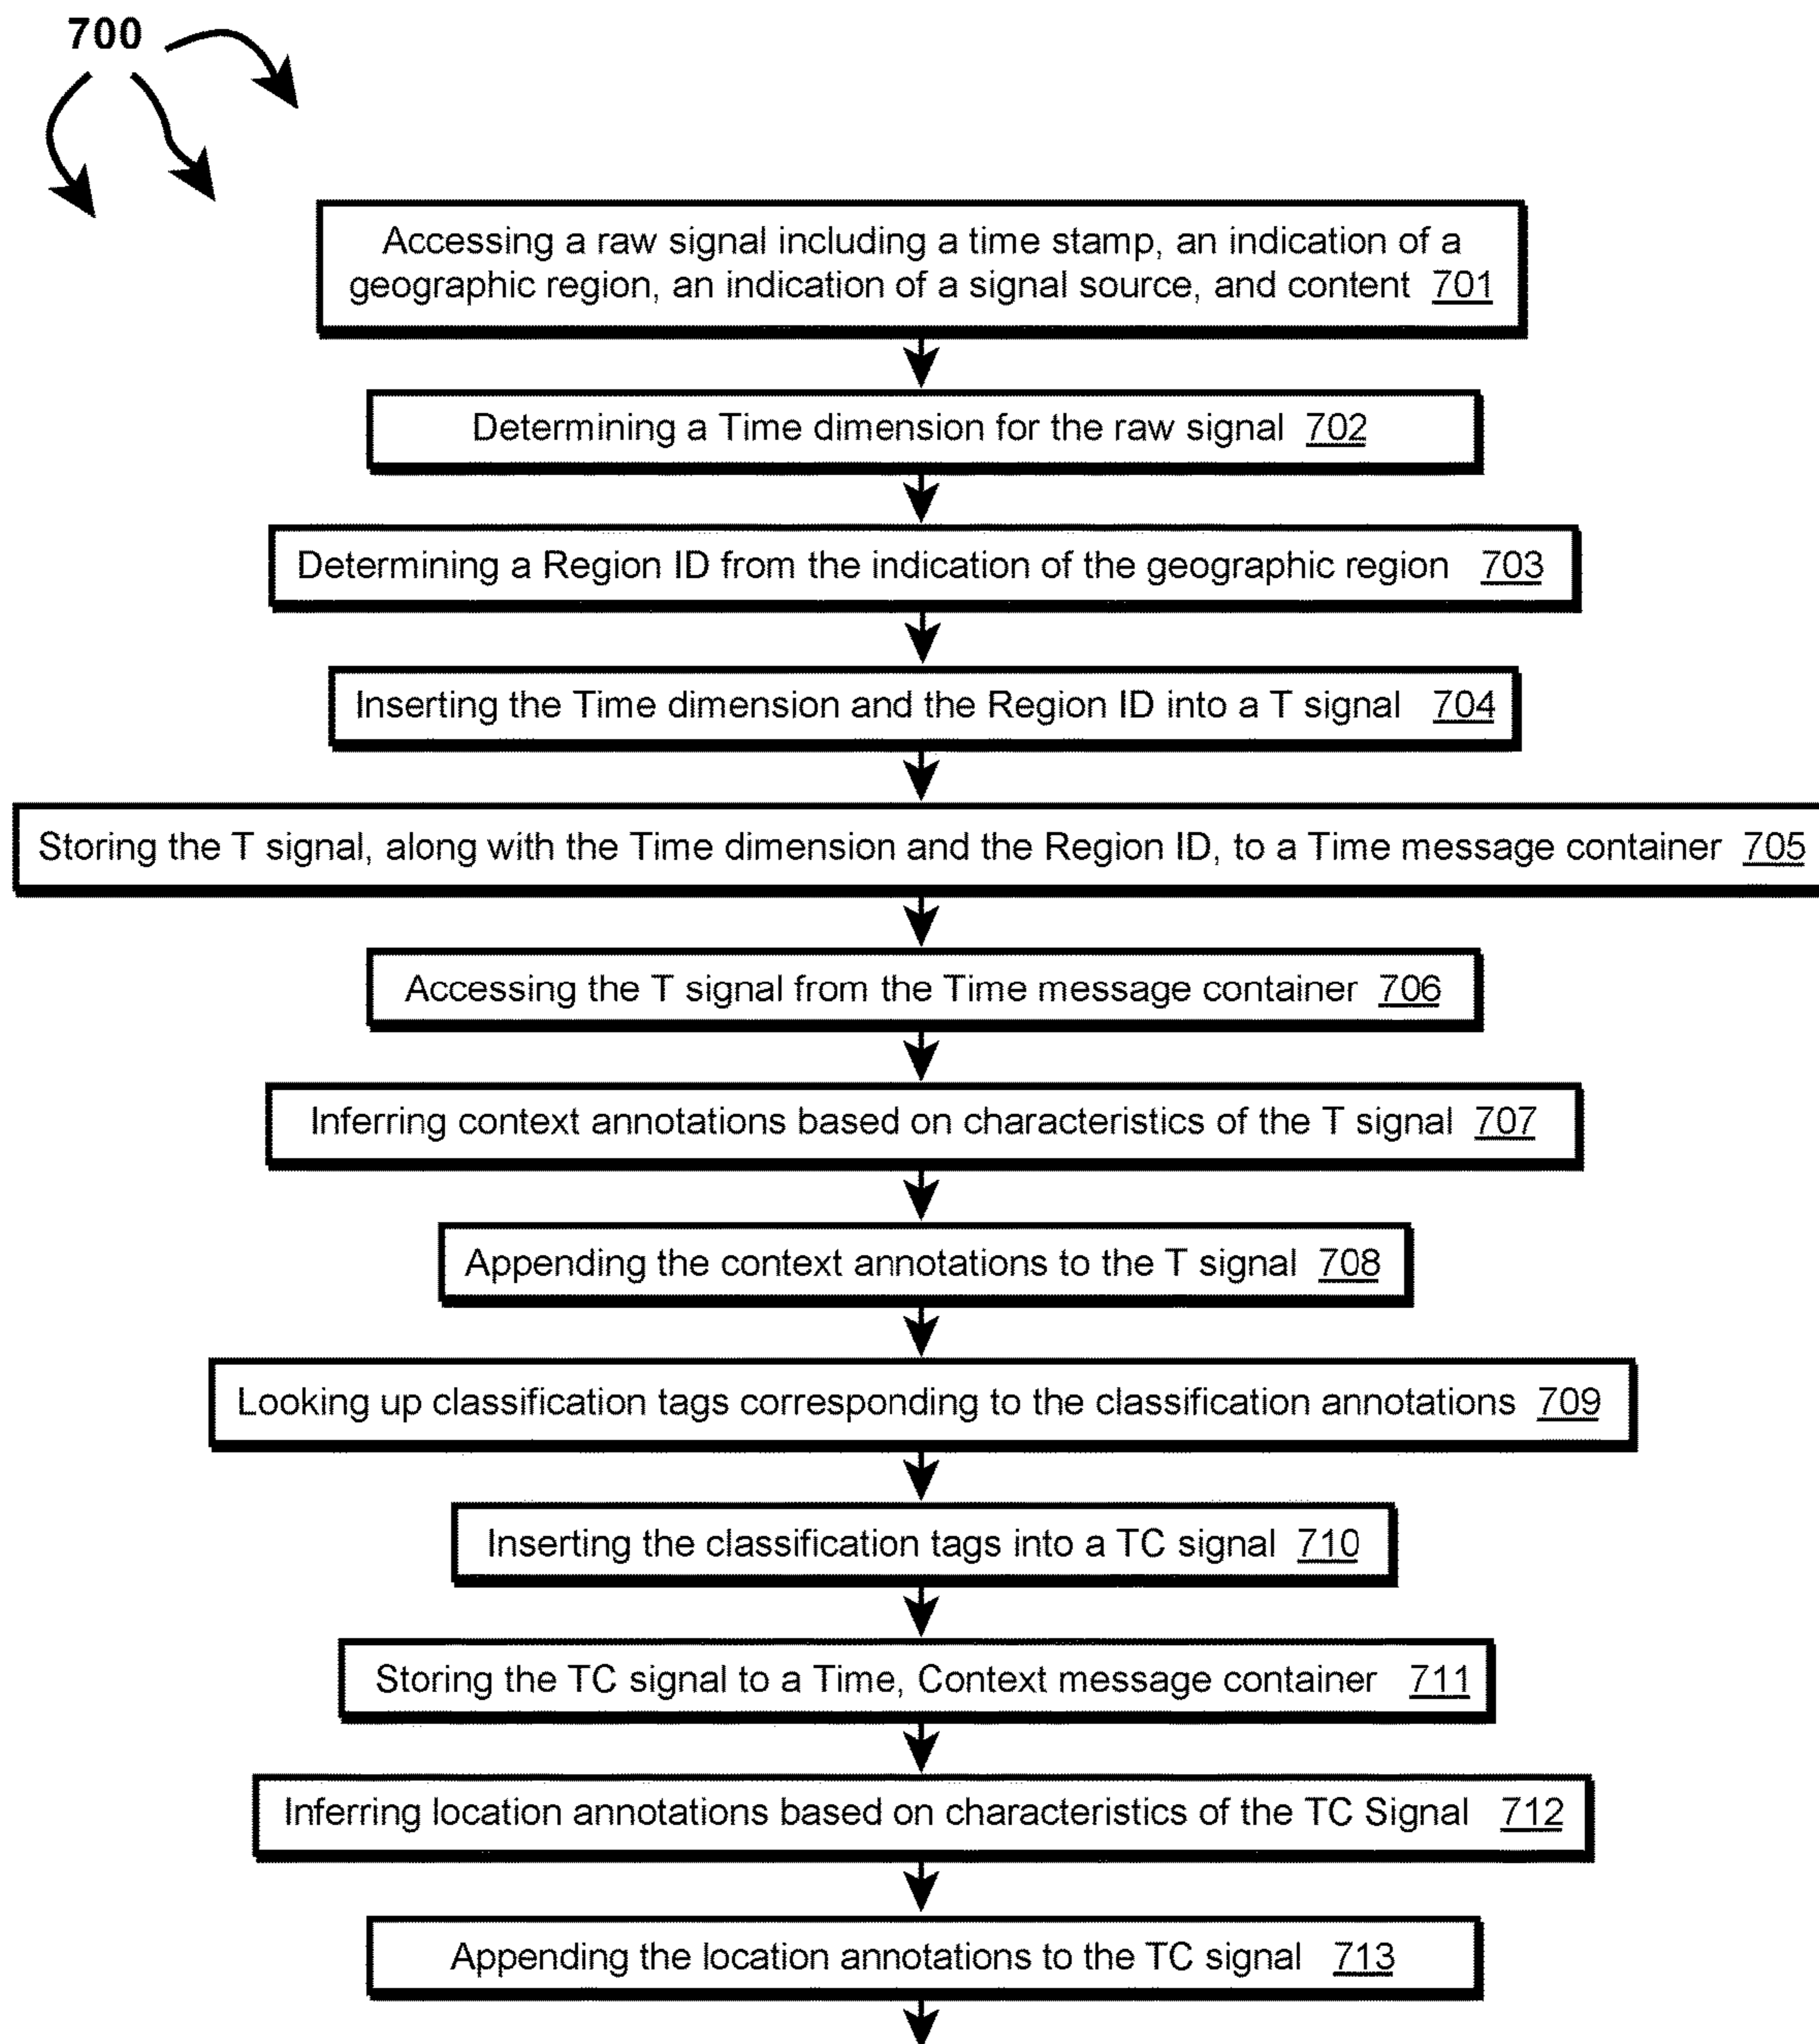 700
Accessing a raw signal including a time stamp, an indication of a
geographic region, an indication of a signal source, and content 701
Determining a Time dimension for the raw signal 702
Determining a Region ID from the indication of the geographic region 703
Inserting the Time dimension and the Region ID into a T signal 704
Storing the T signal, along with the Time dimension and the Region ID, to a Time message container 705
Accessing the T signal from the Time message container 706
Inferring context annotations based on characteristics of the T signal 707
Appending the context annotations to the T signal 708
Looking up classification tags corresponding to the classification annotations 709
Inserting the classification tags into a TC signal 710
Storing the TC signal to a Time, Context message container 711
Inferring location annotations based on characteristics of the TC Signal 712
Appending the location annotations to the TC signal 713